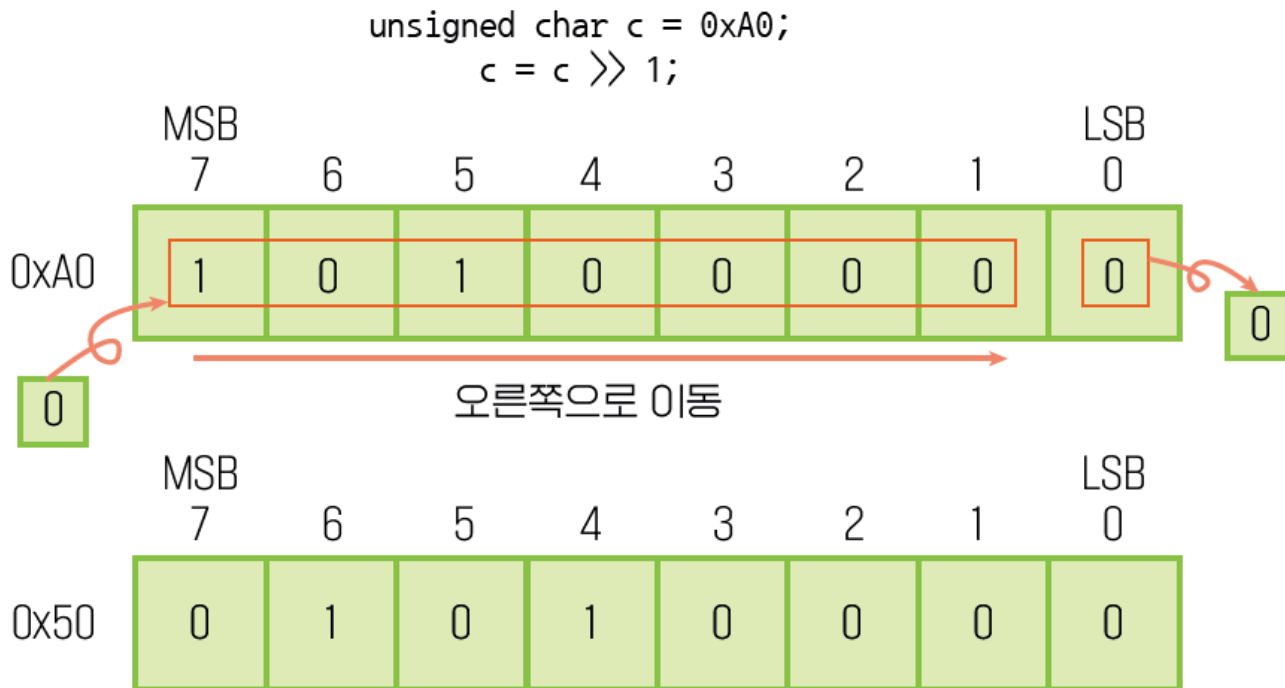 unsigned char c = 0xA0;
c = c >> 1;
MSB LSB
7 6 5 4 3 2 1 0
0xA0 1 0 1 0 0 0 0 0
0
0
오른쪽으로 이동
MSB LSB
7 6 5 4 3 2 1 0
0x50 0 1 0 1 0 0 0 0